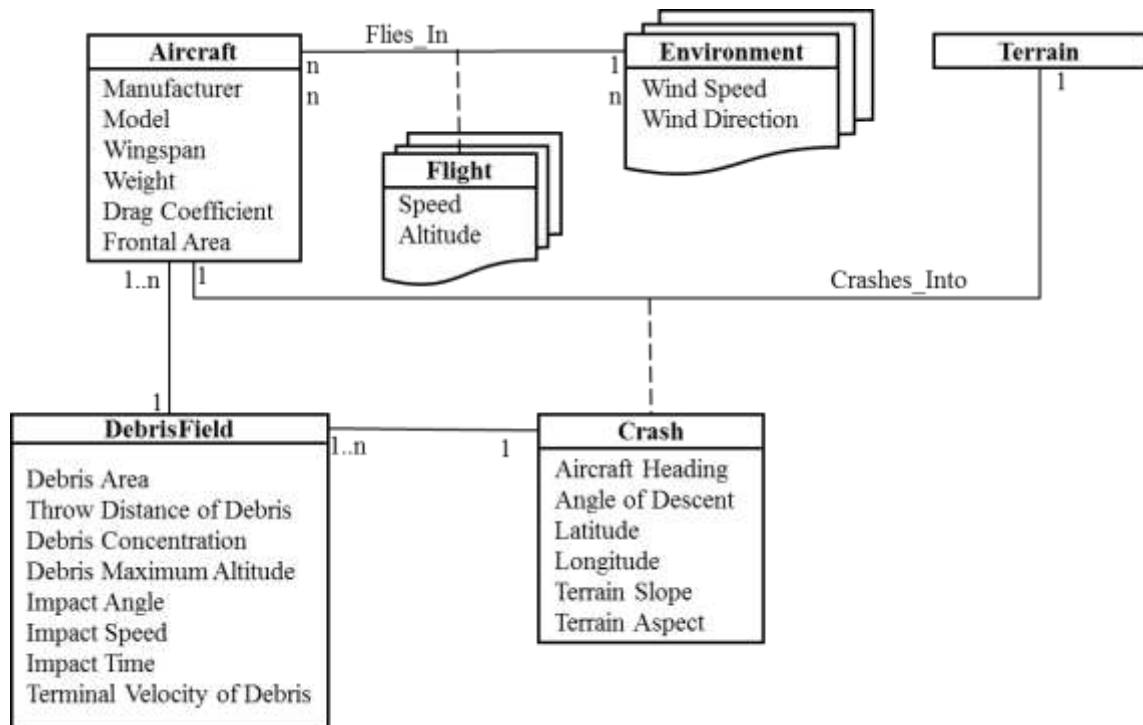 Flies_In
Aircraft
Manufacturer
Model
Wingspan
Weight
Drag Coefficient
Frontal Area
n
n
1
n
Environment
Wind Speed
Wind Direction
Terrain
1
Flight
Speed
Altitude
1..n
1
Crashes_Into
1
DebrisField
Debris Area
Throw Distance of Debris
Debris Concentration
Debris Maximum Altitude
Impact Angle
Impact Speed
Impact Time
Terminal Velocity of Debris
1..n
1
Crash
Aircraft Heading
Angle of Descent
Latitude
Longitude
Terrain Slope
Terrain Aspect